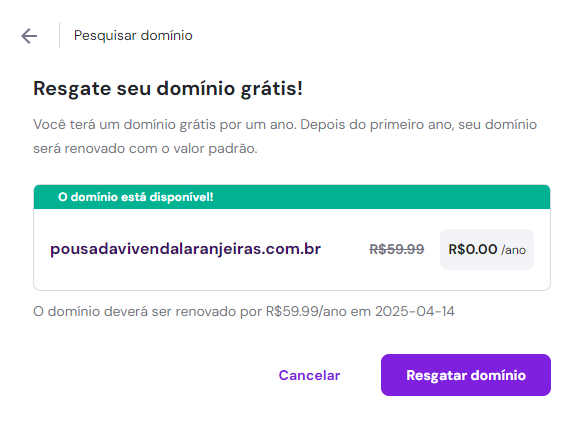 Pesquisar domínio
Resgate seu domínio grátis!
Você terá um domínio grátis por um ano. Depois do primeiro ano, seu domínio
será renovado com o valor padrão.
O domínio está disponível!
pousadavivendalaranjeiras.com.br R$59.99 R$0.00 /ano
O domínio deverá ser renovado por R$59.99/ano em 2025-04-14
Cancelar Resgatar domínio